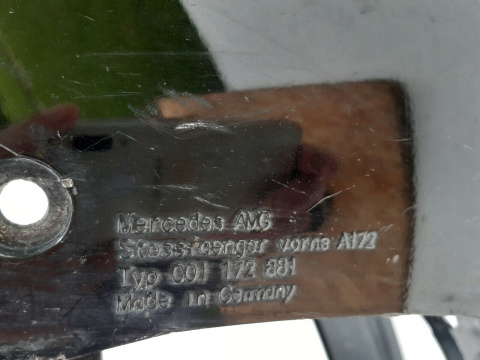 Mercedes AMG
Stossfaenger vorne A172
Typ 001 172 881
Made in Germany